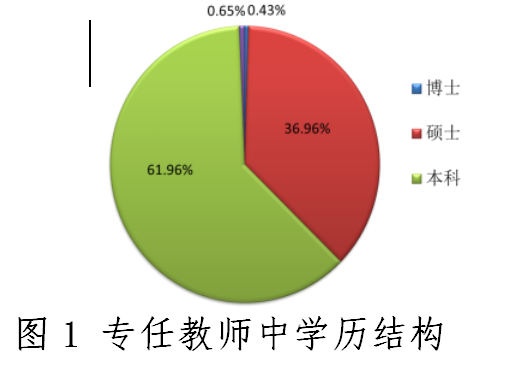 0.65% 0.43%
博士
36.96%
硕士
61.96%
本科
图 1 专任教师中学历结构